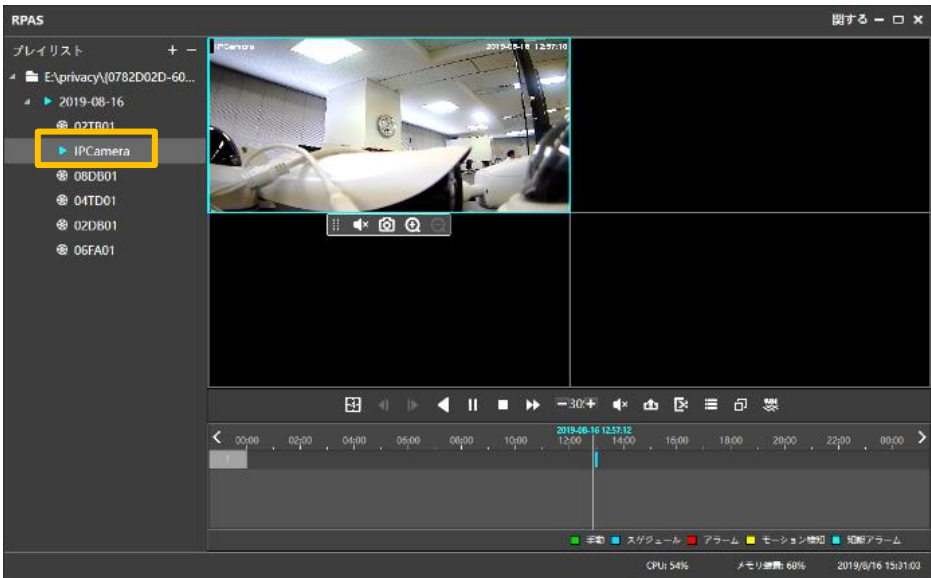 RPAS
関する
プレイリスト + −
E:\privacy\{0782D02D-60...
2019-08-16
02TB01
IPCamera
08DB01
04TD01
02DB01
06FA01
IPCamera
2019-08-16 12:57:10
2019-08-16 12:57:12
00:00 02:00 04:00 06:00 08:00 10:00 12:00 14:00 16:00 18:00 20:00 22:00 00:00
1
手動 スケジュール アラーム モーション検知 知能アラーム
CPU: 54% メモリ消費: 68% 2019/8/16 15:31:03